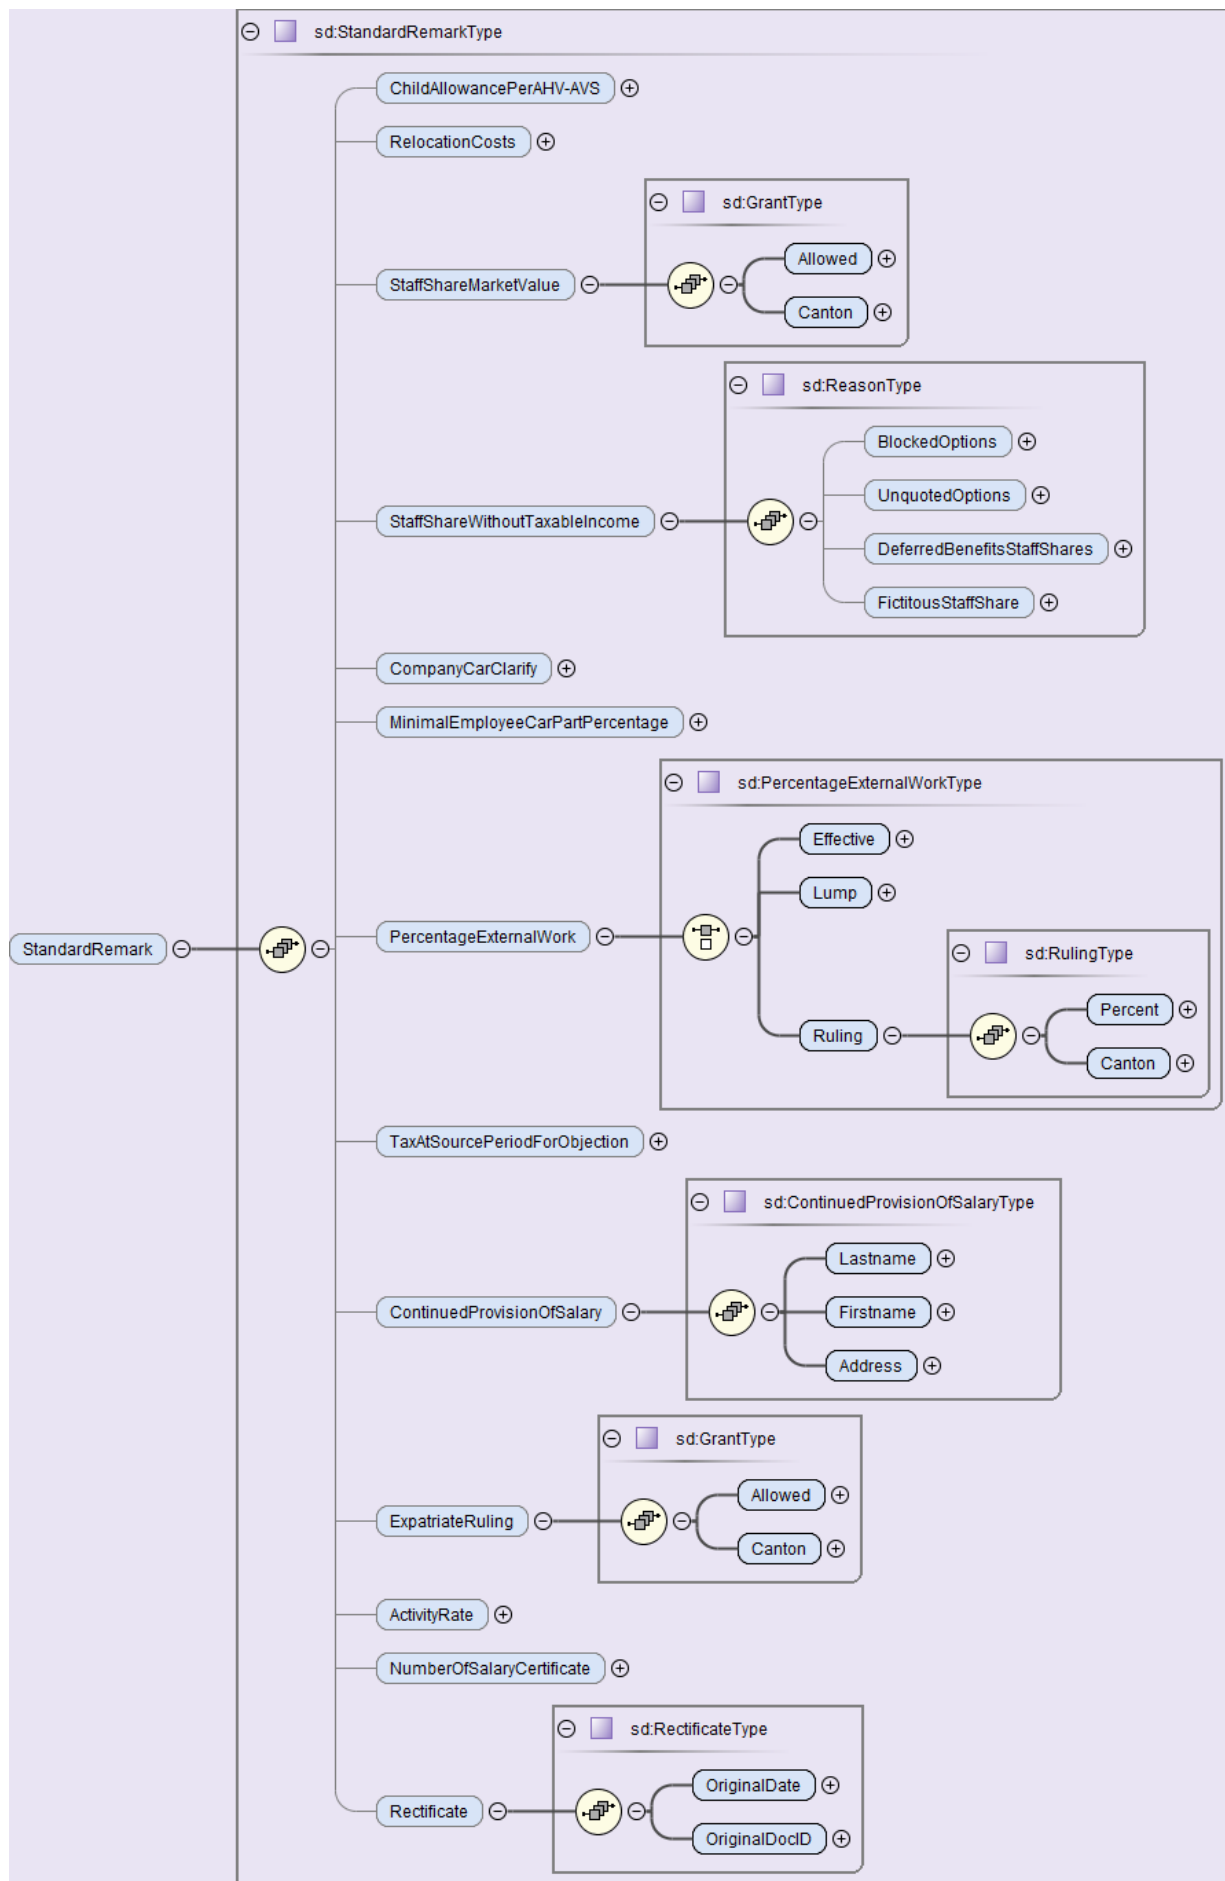 sd:StandardRemarkType
ChildAllowancePerAHV-AVS
RelocationCosts
sd:GrantType
Allowed
StaffShareMarketValue
Canton
sd:ReasonType
BlockedOptions
UnquotedOptions
StaffShareWithoutTaxableIncome
DeferredBenefitsStaffShares
FictitousStaffShare
CompanyCarClarify
MinimalEmployeeCarPartPercentage
sd:PercentageExternalWorkType
Effective
Lump
StandardRemark
PercentageExternalWork
sd:RulingType
Percent
Ruling
Canton
TaxAtSourcePeriodForObjection
sd:ContinuedProvisionOfSalaryType
Lastname
ContinuedProvisionOfSalary
Firstname
Address
sd:GrantType
Allowed
ExpatriateRuling
Canton
ActivityRate
NumberOfSalaryCertificate
sd:RectificateType
OriginalDate
Rectificate
OriginalDocID